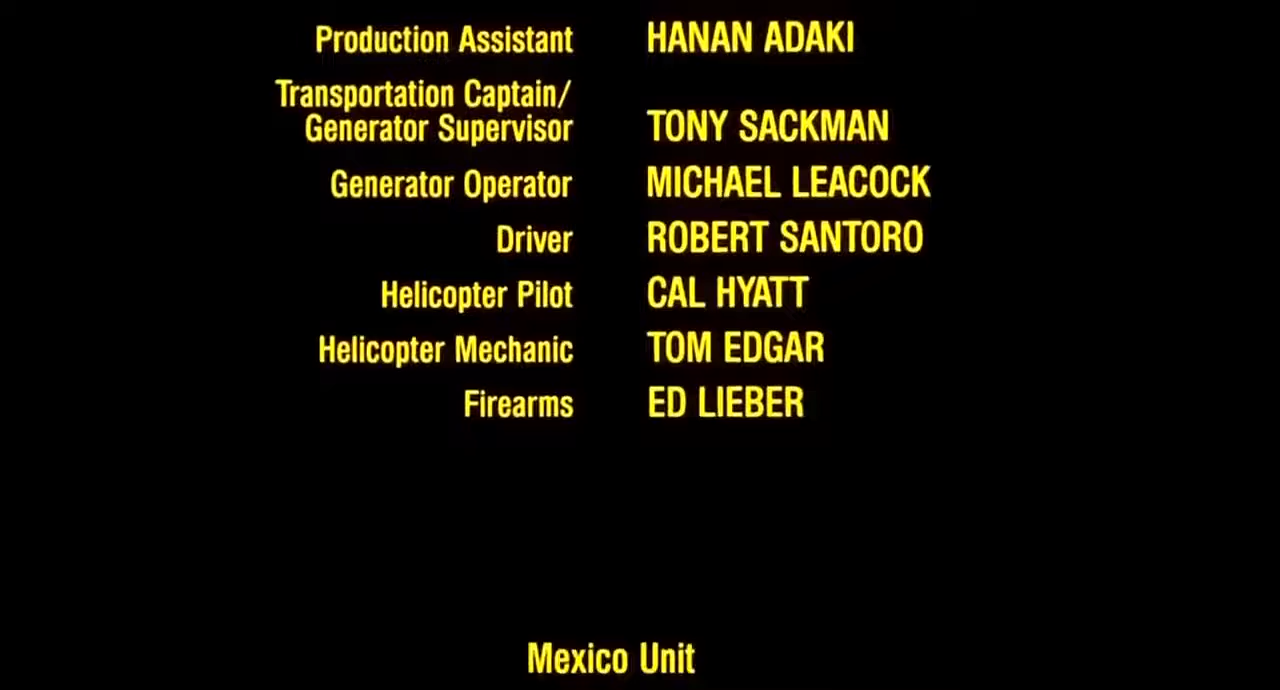 Production Assistant HANAN ADAKI
Transportation Captain/
Generator Supervisor TONY SACKMAN
Generator Operator MICHAEL LEACOCK
Driver ROBERT SANTORO
Helicopter Pilot CAL HYATT
Helicopter Mechanic TOM EDGAR
Firearms ED LIEBER
Mexico Unit